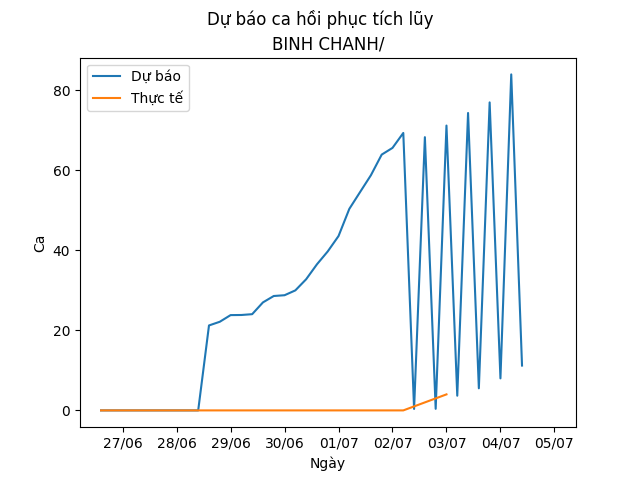 Dự báo ca hồi phục tích lũy
BINH CHANH/
Dự báo
Thực tế
80
60
40
20
0
Ca
27/06 28/06 29/06 30/06 01/07 02/07 03/07 04/07 05/07
Ngày